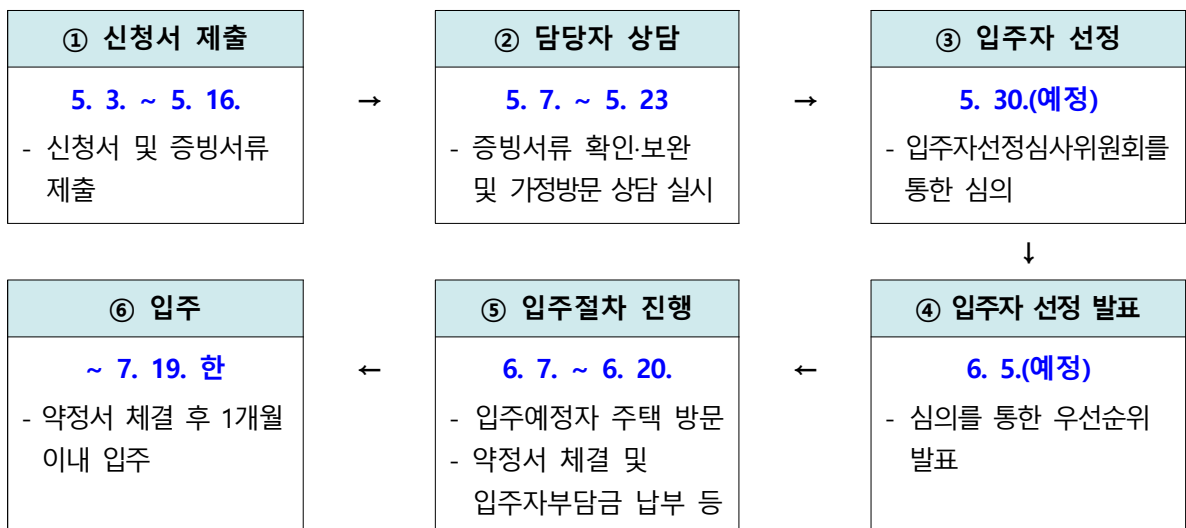 ① 신청서 제출
5. 3. ~ 5. 16.
- 신청서 및 증빙서류
제출
→
② 담당자 상담
5. 7. ~ 5. 23
- 증빙서류 확인·보완
및 가정방문 상담 실시
→
③ 입주자 선정
5. 30.(예정)
- 입주자선정심사위원회를
통한 심의
↓
④ 입주자 선정 발표
6. 5.(예정)
- 심의를 통한 우선순위
발표
←
⑤ 입주절차 진행
6. 7. ~ 6. 20.
- 입주예정자 주택 방문
- 약정서 체결 및
입주자부담금 납부 등
←
⑥ 입주
~ 7. 19. 한
- 약정서 체결 후 1개월
이내 입주